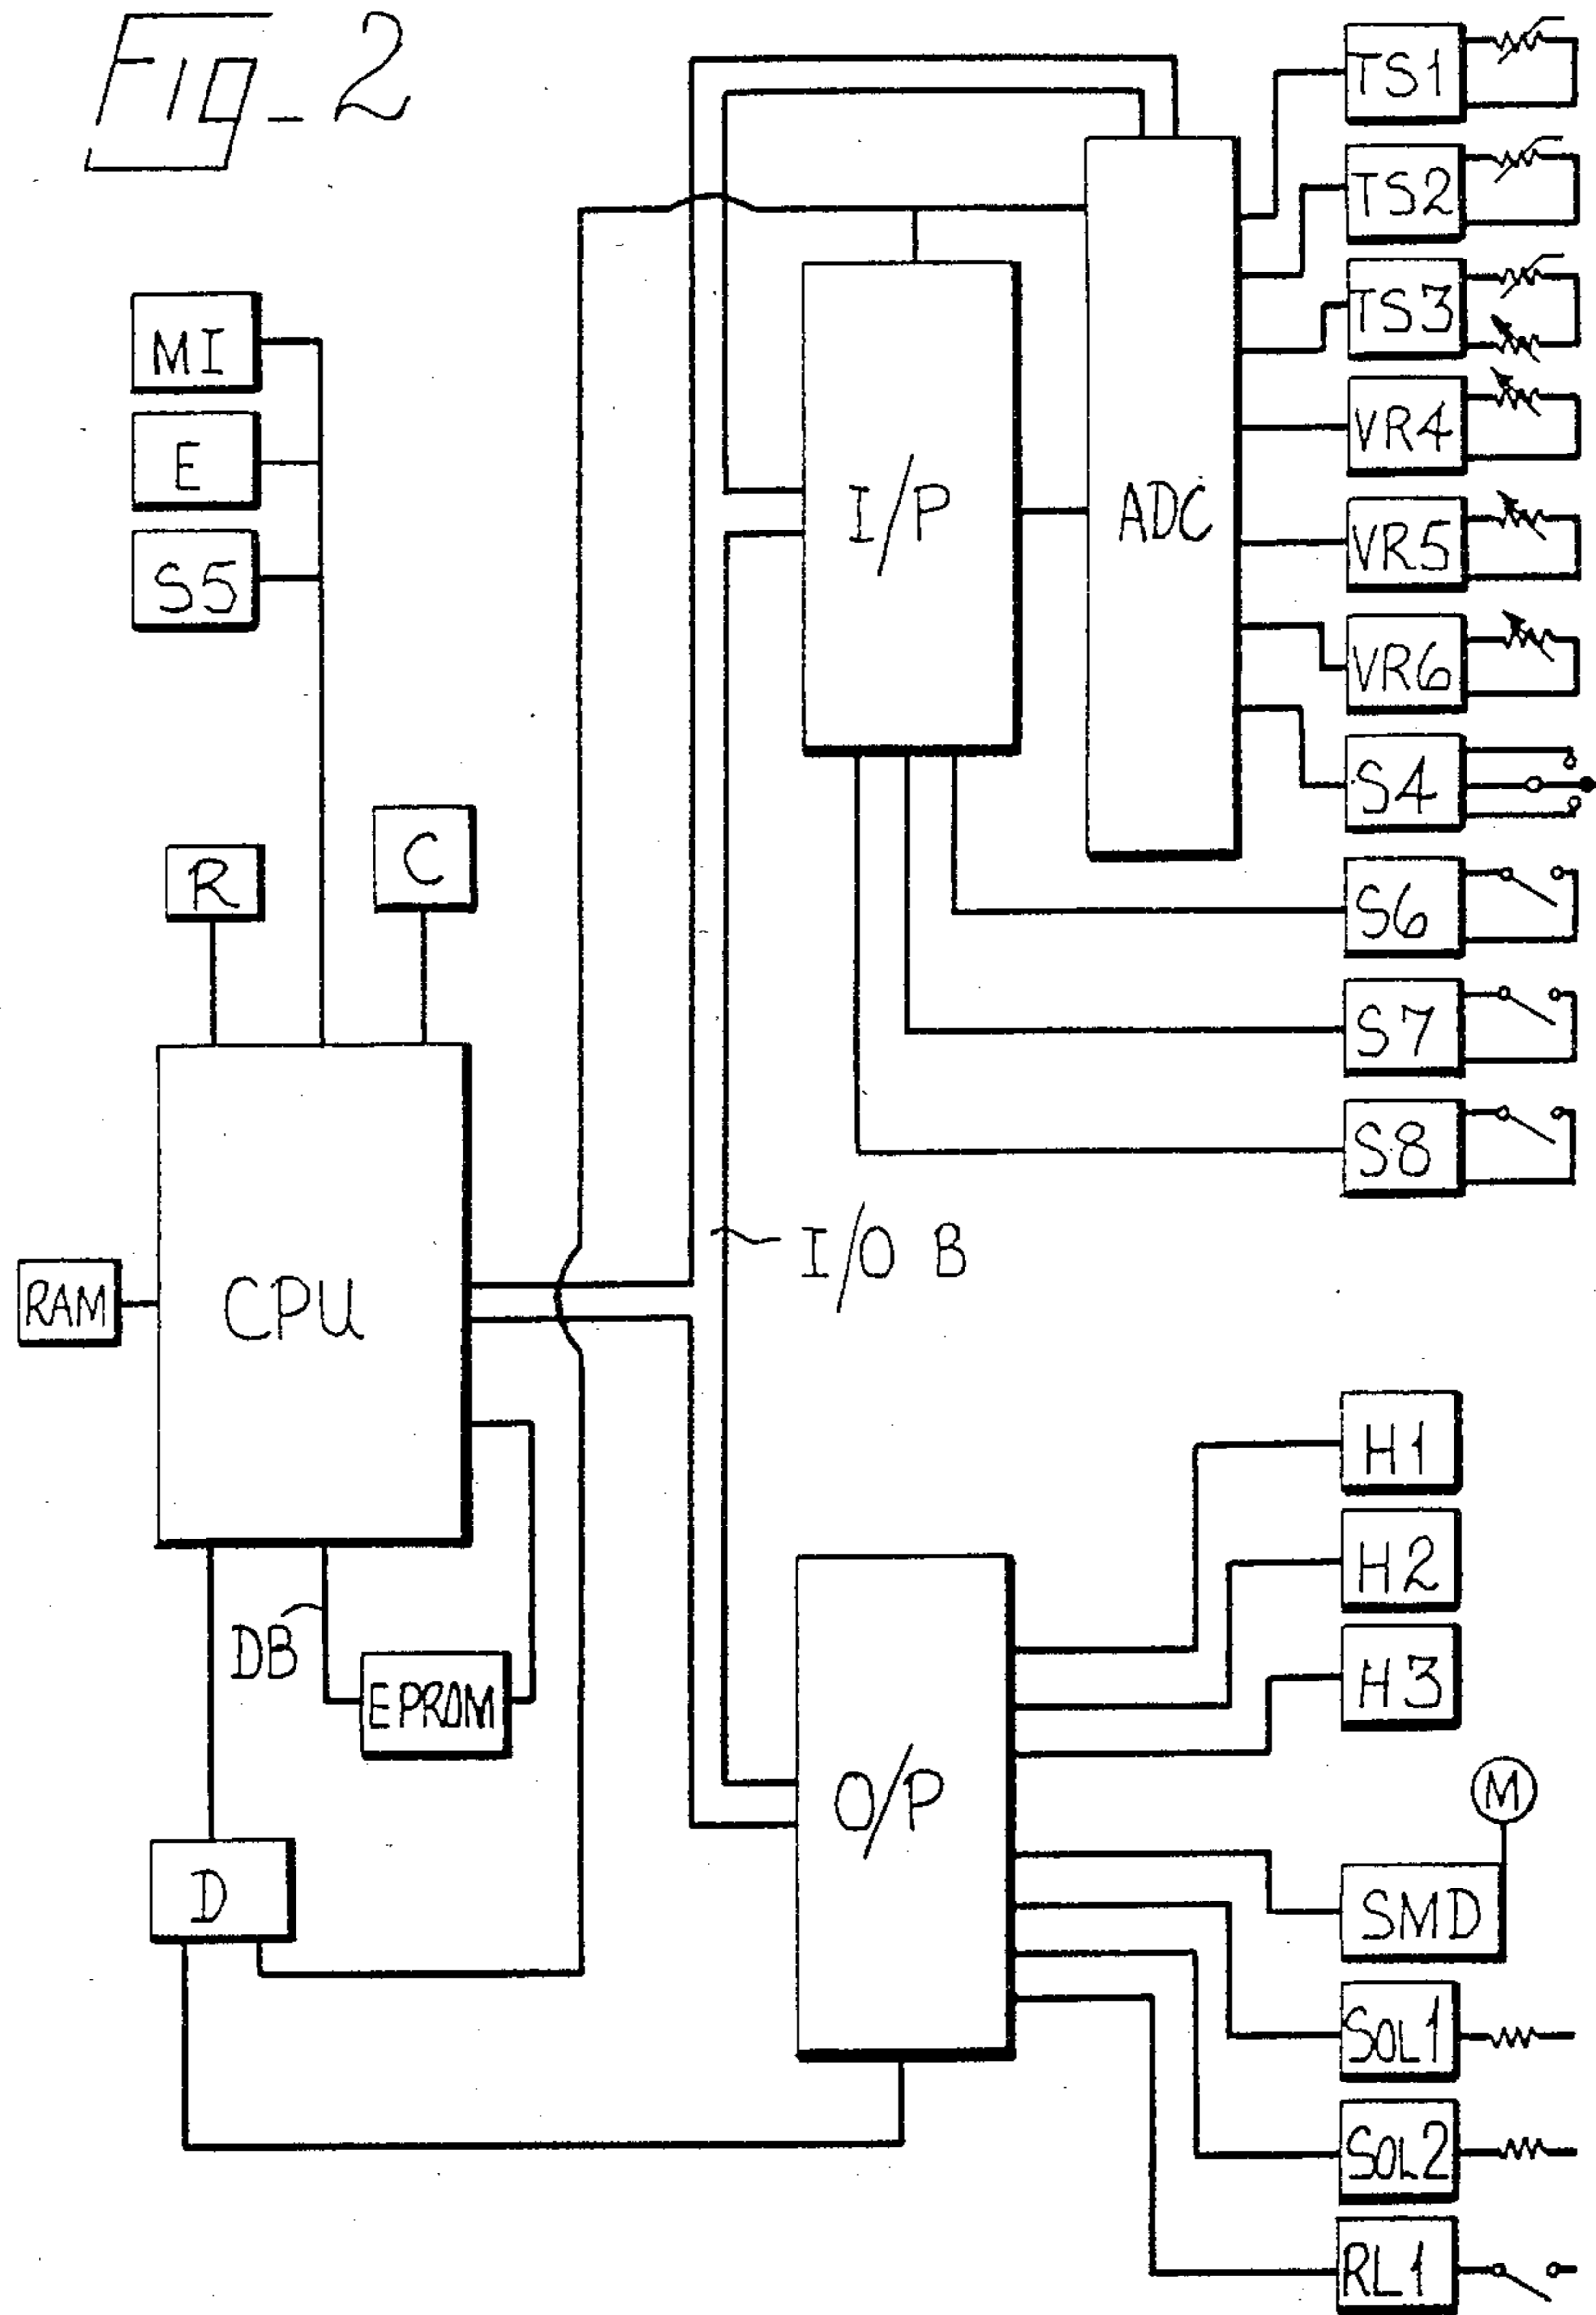 Fig_2
TS1
TS2
TS3
MI
VR4
E
I/P
ADC
VR5
S5
VR6
S4
R
C
S6
S7
S8
I/O B
RAM
CPU
H1
H2
DB
EPROM
H3
O/P
M
D
SMD
SOL1
SOL2
RL1